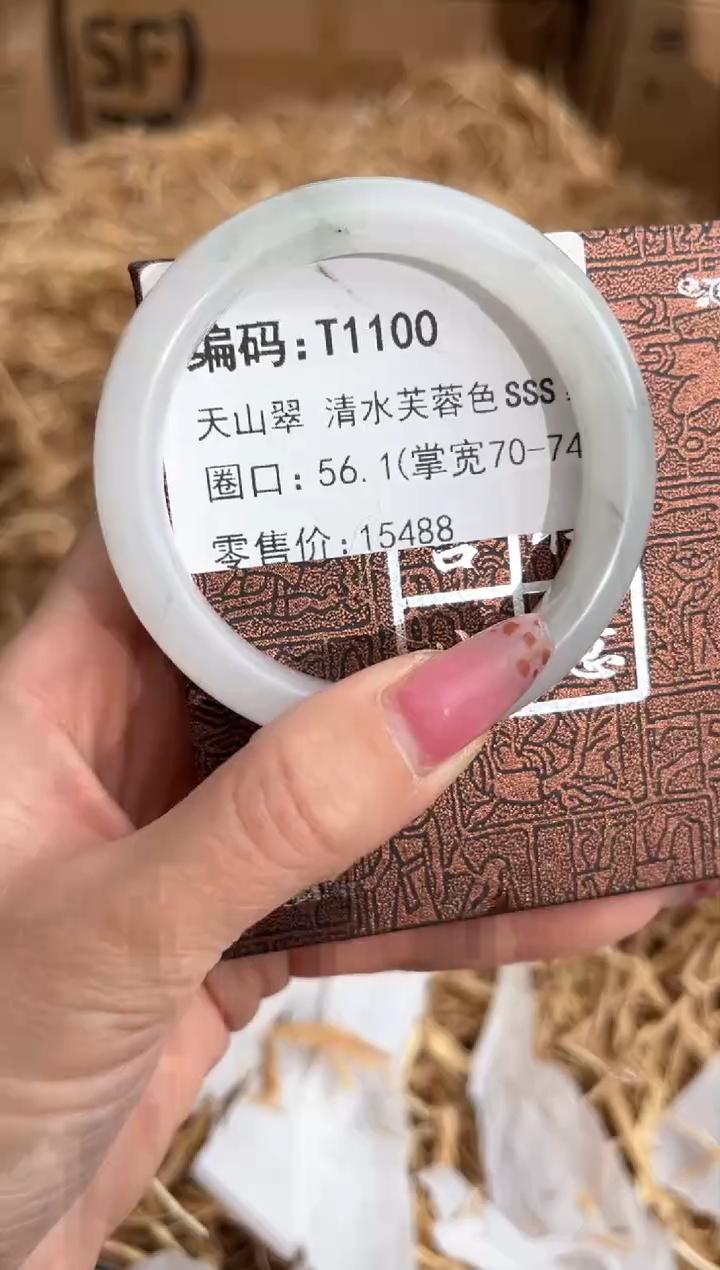 SF
编码:T1100
天山翠 清水芙蓉色SSS
圈口:56.1(掌宽70-74
零售价:15488